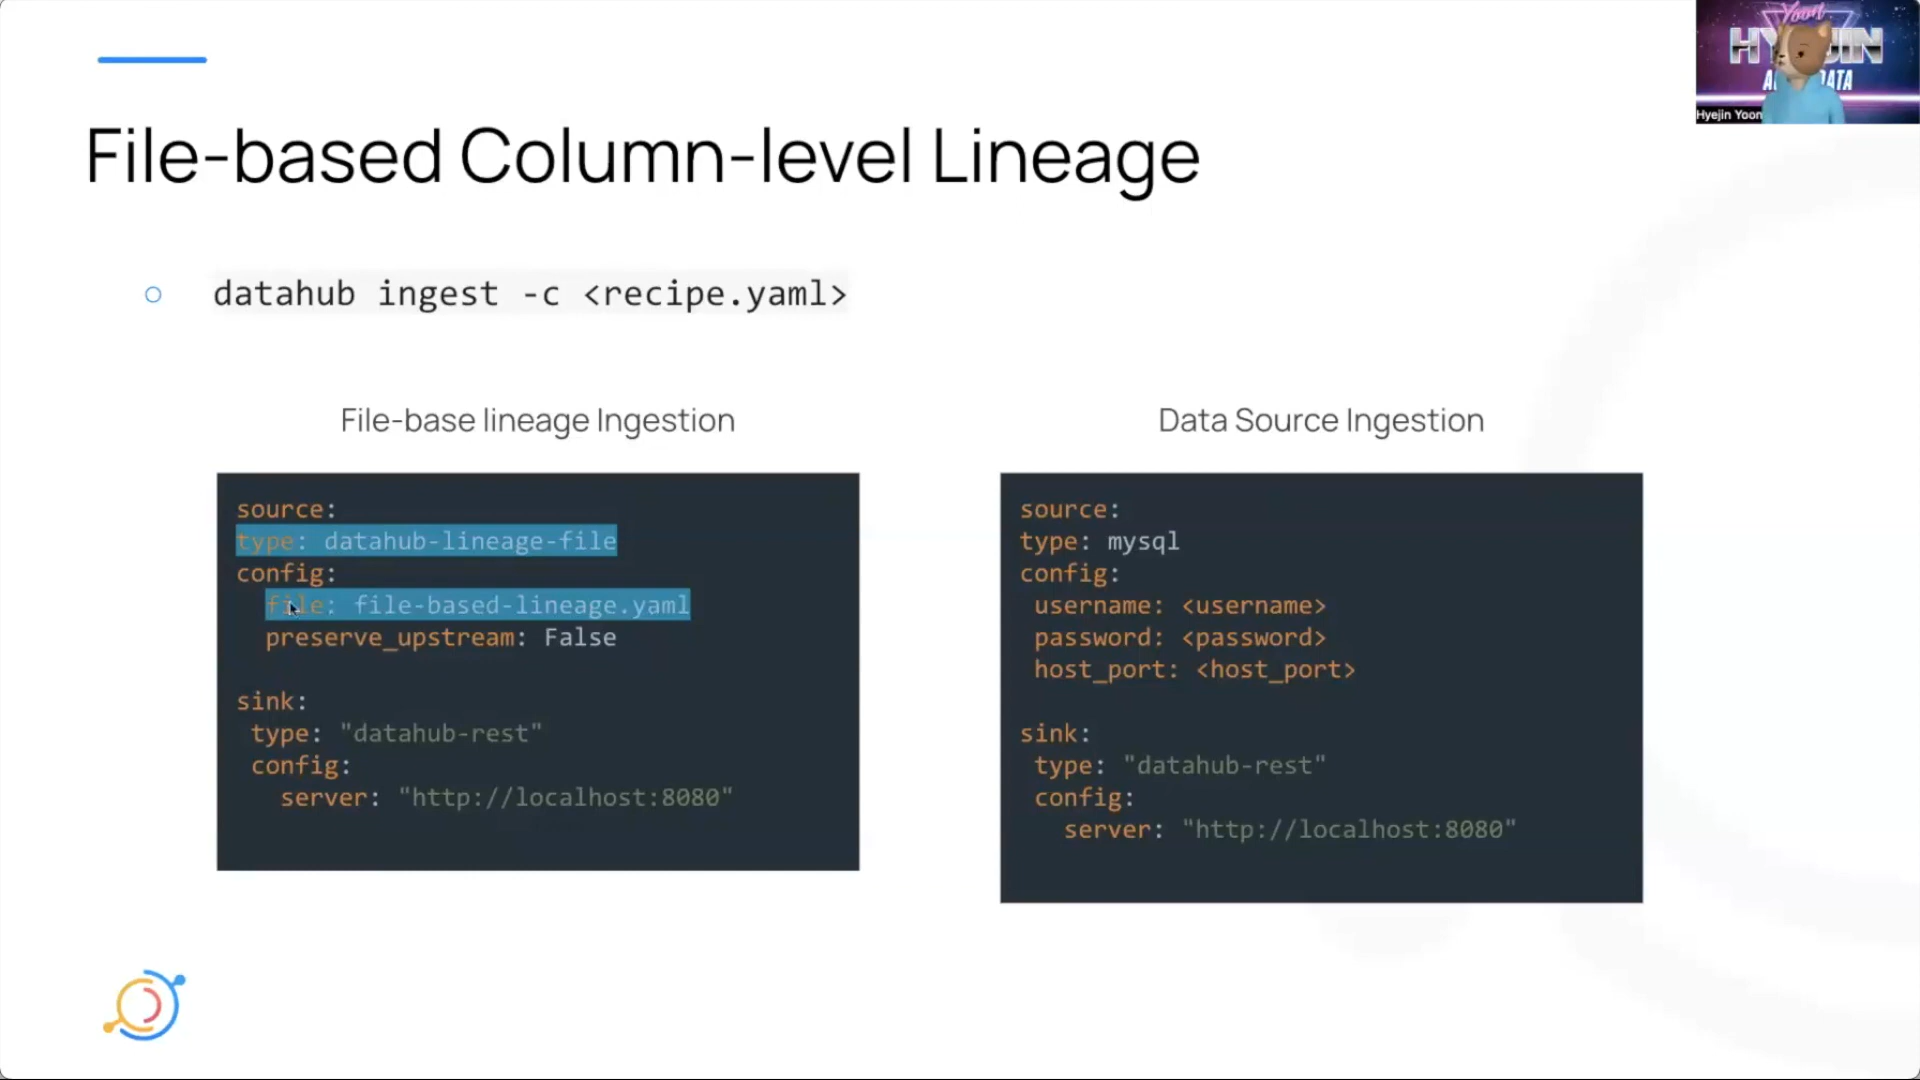 File-based Column-level Lineage
datahub ingest -c <recipe.yaml>
File-base lineage Ingestion
source:
type: datahub-lineage-file
config:
  file: file-based-lineage.yaml
  preserve_upstream: False
sink:
 type: "datahub-rest"
 config:
   server: "http://localhost:8080"
Data Source Ingestion
source:
type: mysql
config:
 username: <username>
 password: <password>
 host_port: <host_port>
sink:
 type: "datahub-rest"
 config:
   server: "http://localhost:8080"
Yoon
Hyejin Yoon